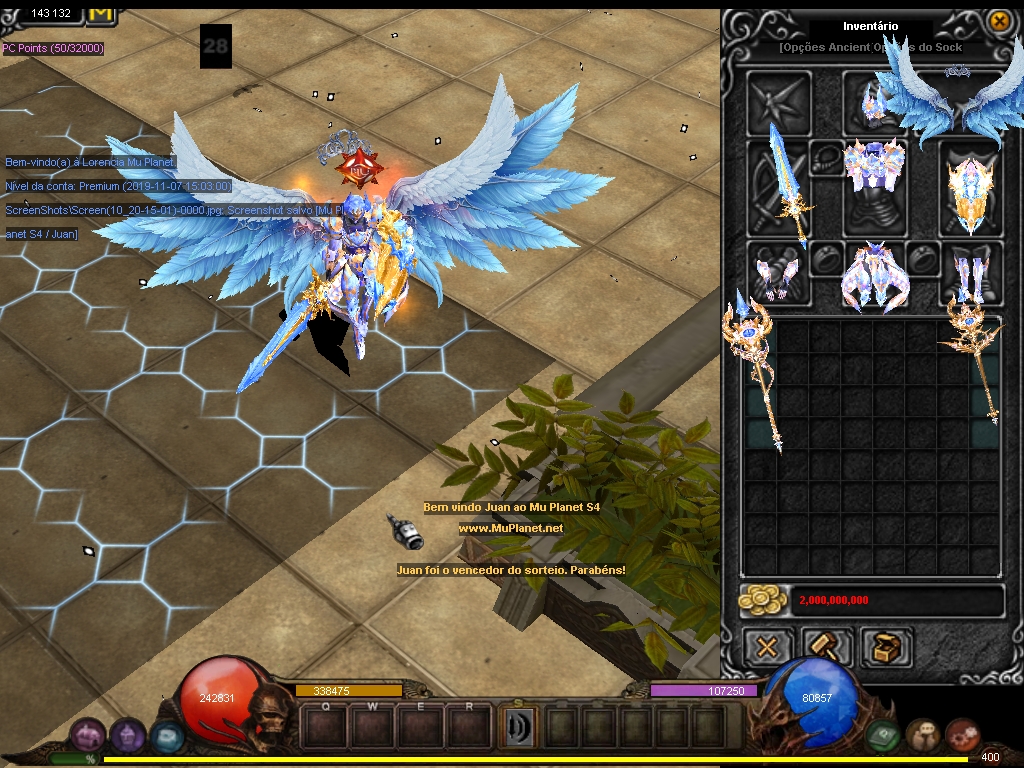 143 132
M
PC Points (50/32000)
28
Inventário
[Opções Ancient Op
s do Sock
Bem-vindo(a) á Lorencia Mu Planet.
Nível da conta: Premium (2019-11-07 15:03:00)
ScreenShots\Screen(10_20-15-01)-0000.jpg: Screenshot salvo [Mu Pl
anet S4 / Juan]
Bem vindo Juan ao Mu Planet S4
www.MuPlanet.net
Juan foi o vencedor do sorteio. Parabéns!
2,000,000,000
242831
338475
107250
80857
Q W E R
%
400